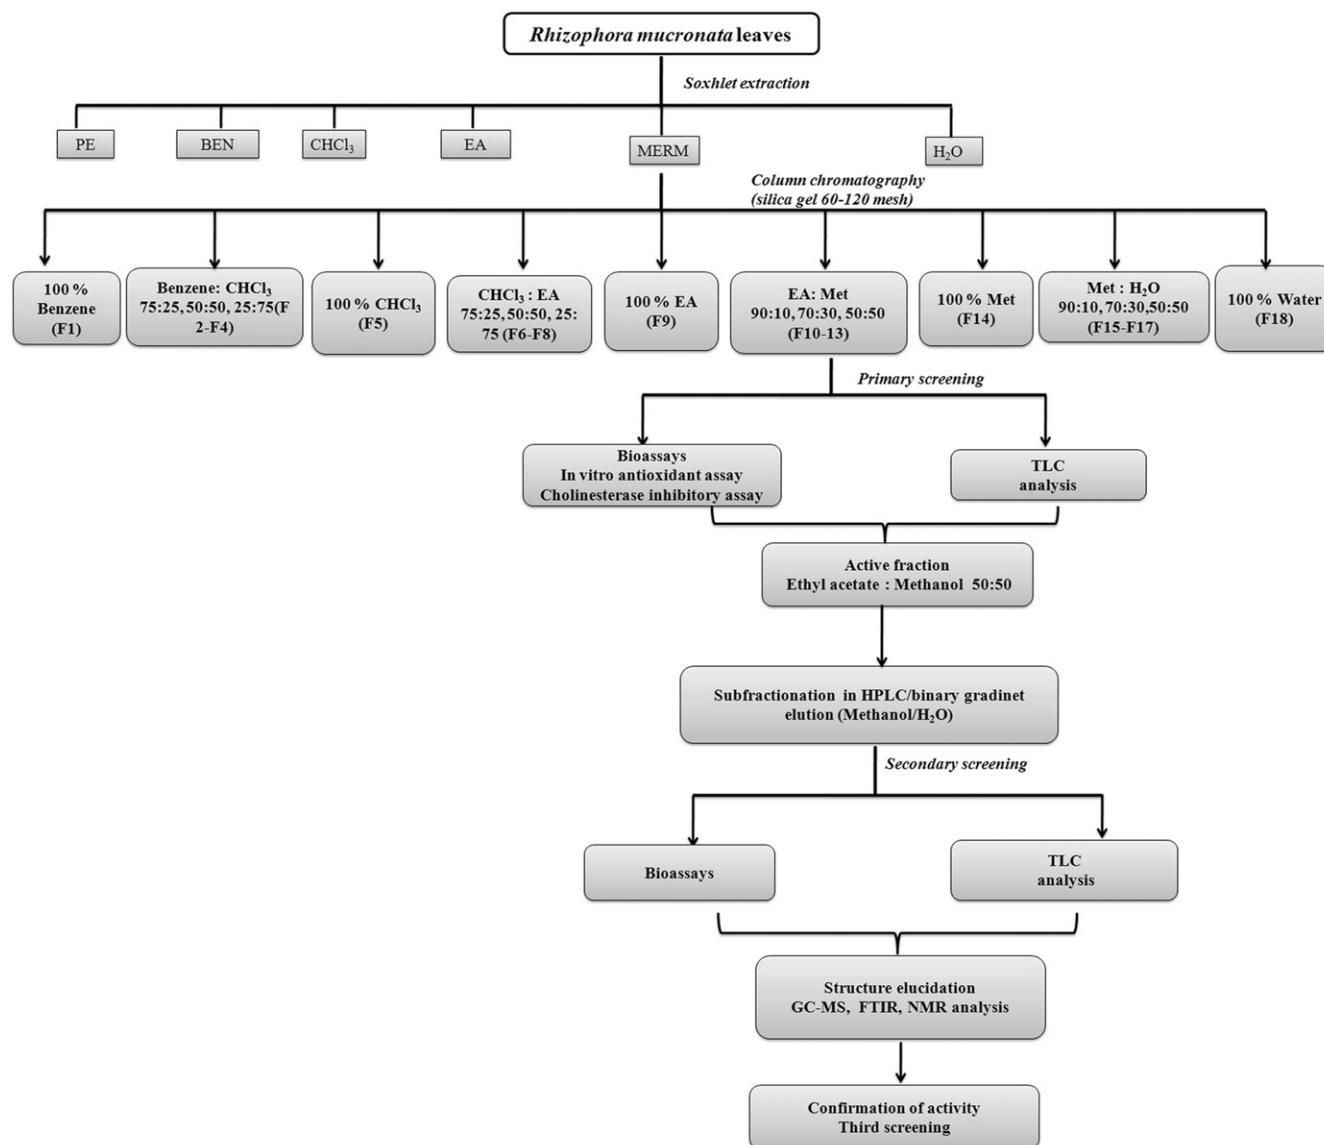 Rhizophora mucronata leaves
Soxhlet extraction
PE
BEN
CHCl₃
EA
MERM
H₂O
Column chromatography
(silica gel 60-120 mesh)
100 %
Benzene
(F1)
Benzene: CHCl₃
75:25, 50:50, 25:75(F
2-F4)
100 % CHCl₃
(F5)
CHCl₃ : EA
75:25, 50:50, 25:
75 (F6-F8)
100 % EA
(F9)
EA: Met
90:10, 70:30, 50:50
(F10-13)
100 % Met
(F14)
Met : H₂O
90:10, 70:30,50:50
(F15-F17)
100 % Water
(F18)
Primary screening
Bioassays
In vitro antioxidant assay
Cholinesterase inhibitory assay
TLC
analysis
Active fraction
Ethyl acetate : Methanol 50:50
Subfractionation in HPLC/binary gradinet
elution (Methanol/H₂O)
Secondary screening
Bioassays
TLC
analysis
Structure elucidation
GC-MS, FTIR, NMR analysis
Confirmation of activity
Third screening